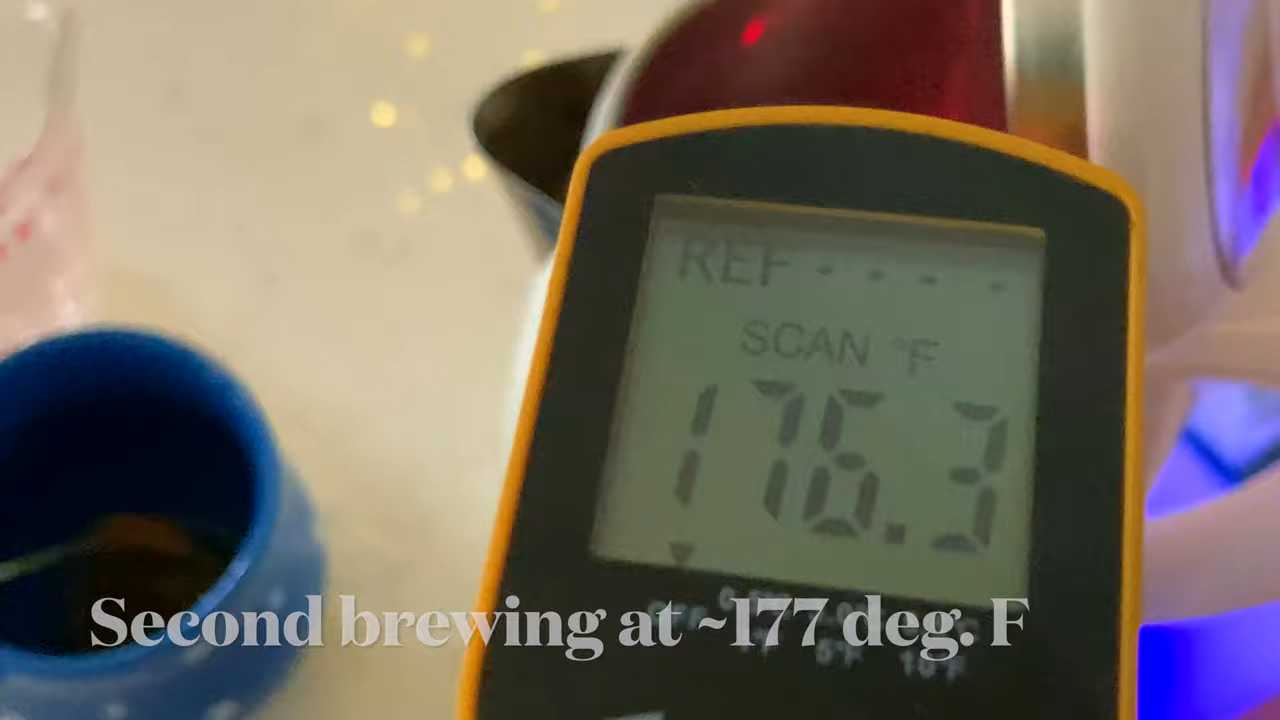 REF - - - -
SCAN °F
176.3
Second brewing at ~177 deg. F